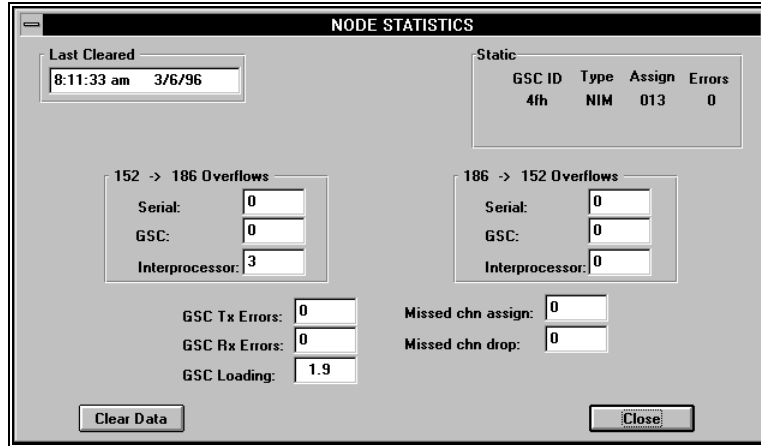 NODE STATISTICS
Last Cleared
8:11:33 am 3/6/96
Static
GSC ID Type Assign Errors
4fh NIM 013 0
152 -> 186 Overflows
Serial: 0
GSC: 0
Interprocessor: 3
186 -> 152 Overflows
Serial: 0
GSC: 0
Interprocessor: 0
GSC Tx Errors: 0
GSC Rx Errors: 0
GSC Loading: 1.9
Missed chn assign: 0
Missed chn drop: 0
Clear Data
Close